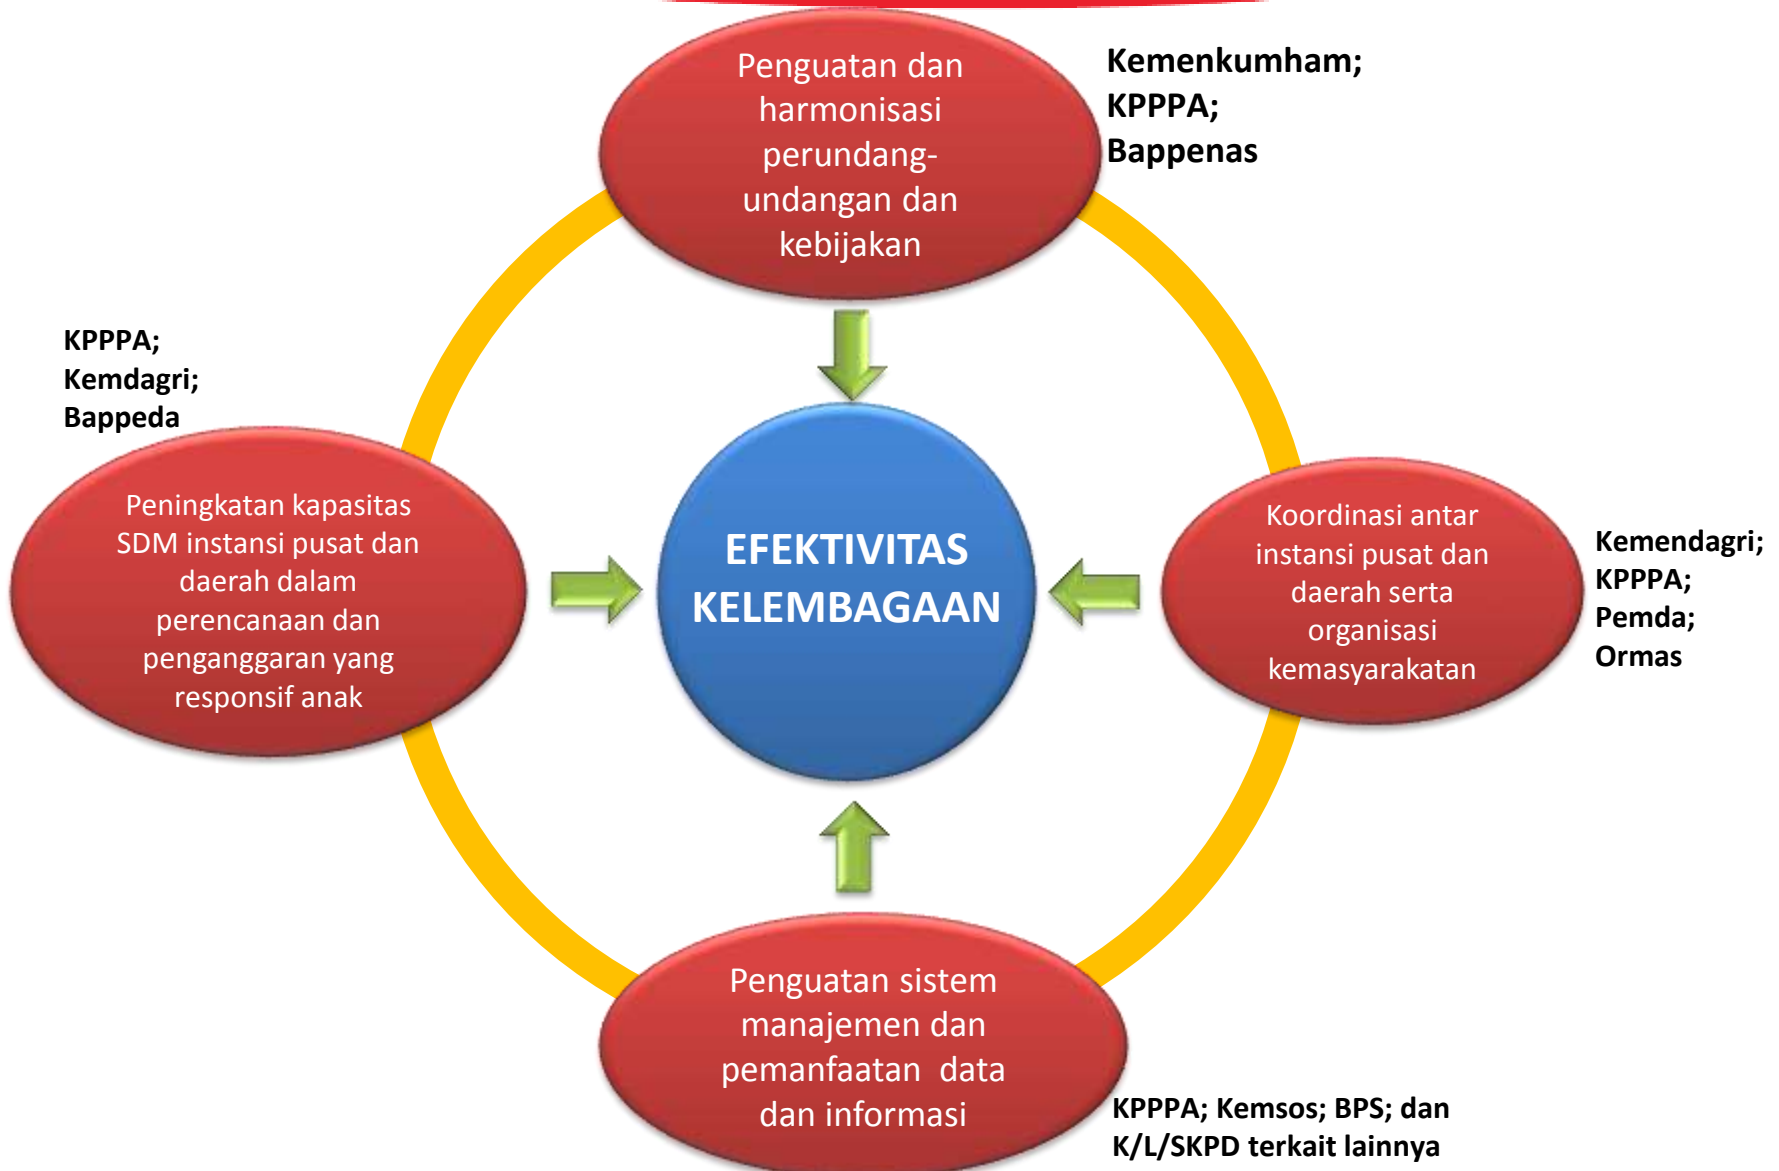 Penguatan dan
harmonisasi
perundang-
undangan dan
kebijakan
Kemenkumham;
KPPPA;
Bappenas
KPPPA;
Kemdagri;
Bappeda
Peningkatan kapasitas
SDM instansi pusat dan
daerah dalam
perencanaan dan
penganggaran yang
responsif anak
EFEKTIVITAS
KELEMBAGAAN
Koordinasi antar
instansi pusat dan
daerah serta
organisasi
kemasyarakatan
Kemendagri;
KPPPA;
Pemda;
Ormas
Penguatan sistem
manajemen dan
pemanfaatan data
dan informasi
KPPPA; Kemsos; BPS; dan
K/L/SKPD terkait lainnya